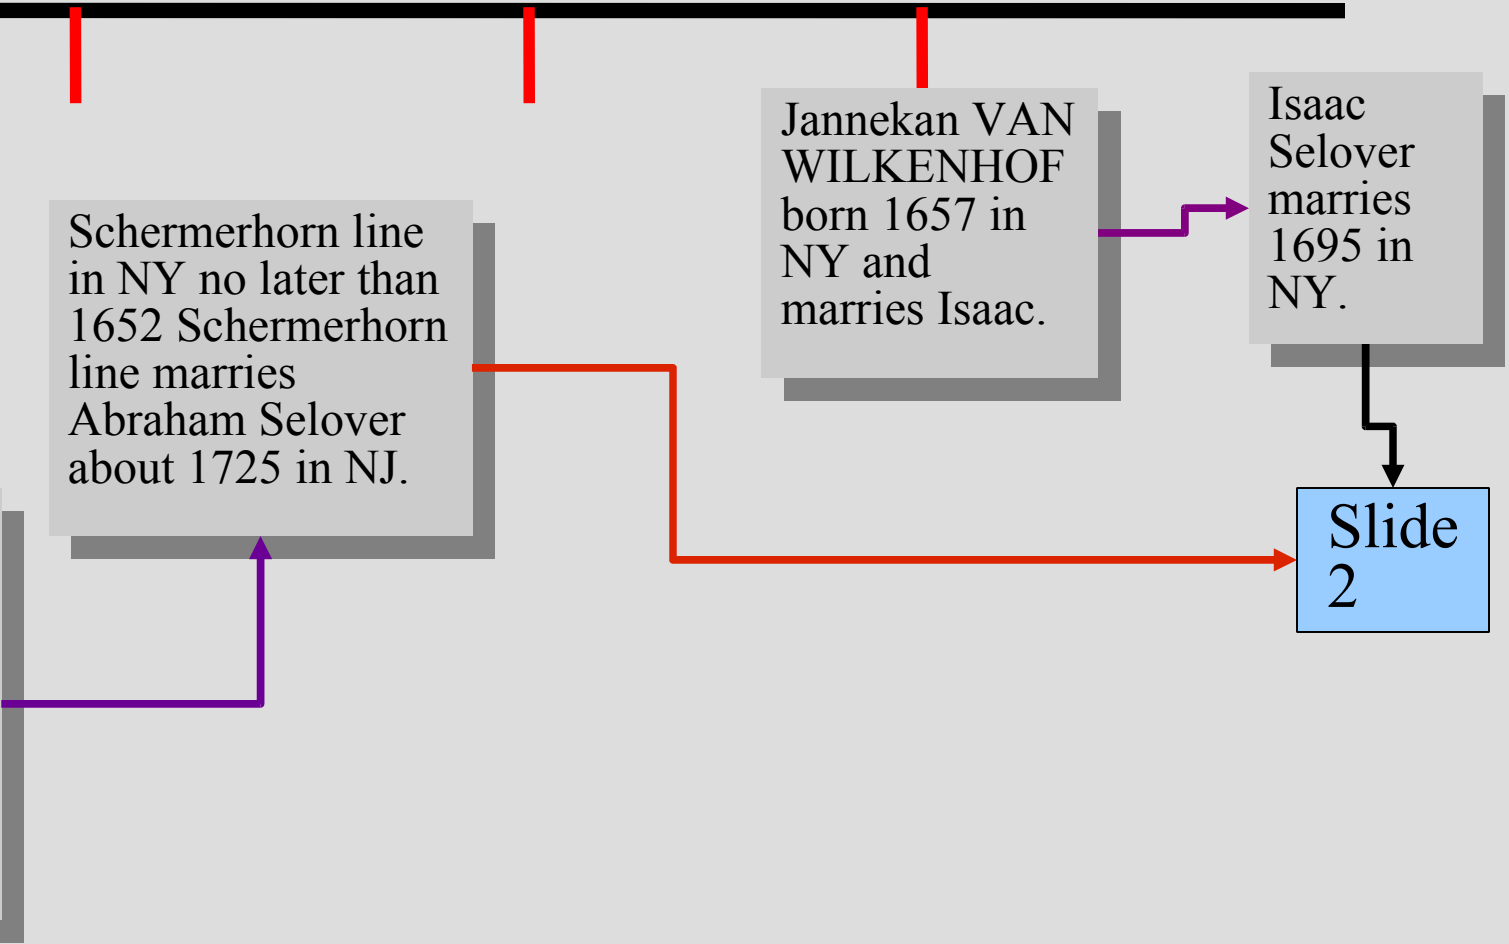 Schermerhorn line
in NY no later than
1652 Schermerhorn
line marries
Abraham Selover
about 1725 in NJ.
Jannekan VAN
WILKENHOF
born 1657 in
NY and
marries Isaac.
Isaac
Selover
marries
1695 in
NY.
Slide
2